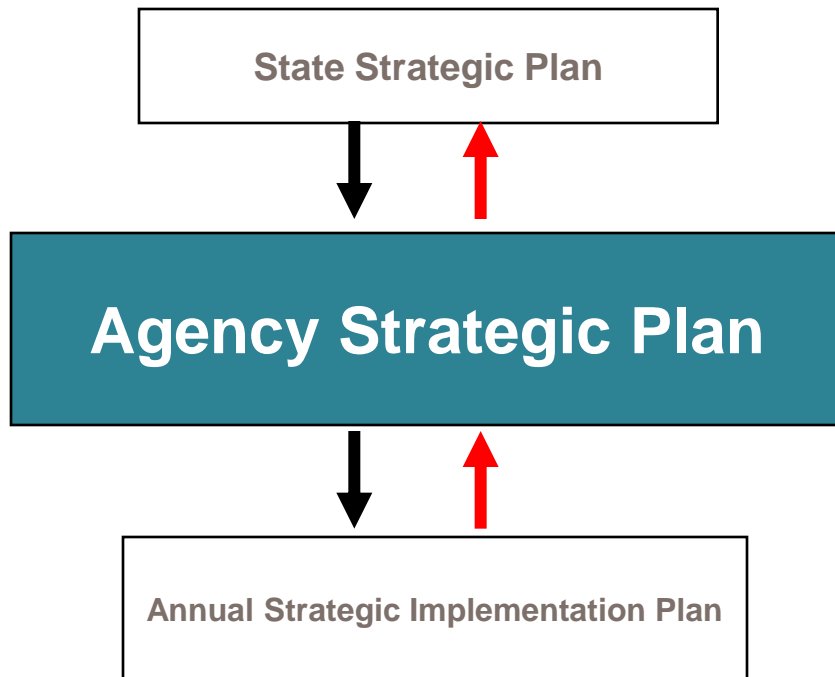 State Strategic Plan
Agency Strategic Plan
Annual Strategic Implementation Plan